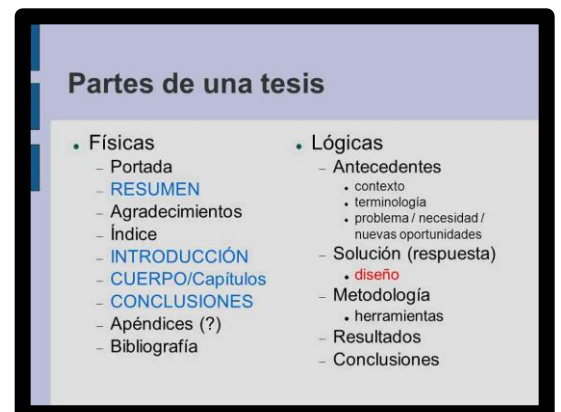 Partes de una tesis
• Físicas
– Portada
– RESUMEN
– Agradecimientos
– Índice
– INTRODUCCIÓN
– CUERPO/Capítulos
– CONCLUSIONES
– Apéndices (?)
– Bibliografía
• Lógicas
– Antecedentes
• contexto
• terminología
• problema / necesidad /
nuevas oportunidades
– Solución (respuesta)
• diseño
– Metodología
• herramientas
– Resultados
– Conclusiones